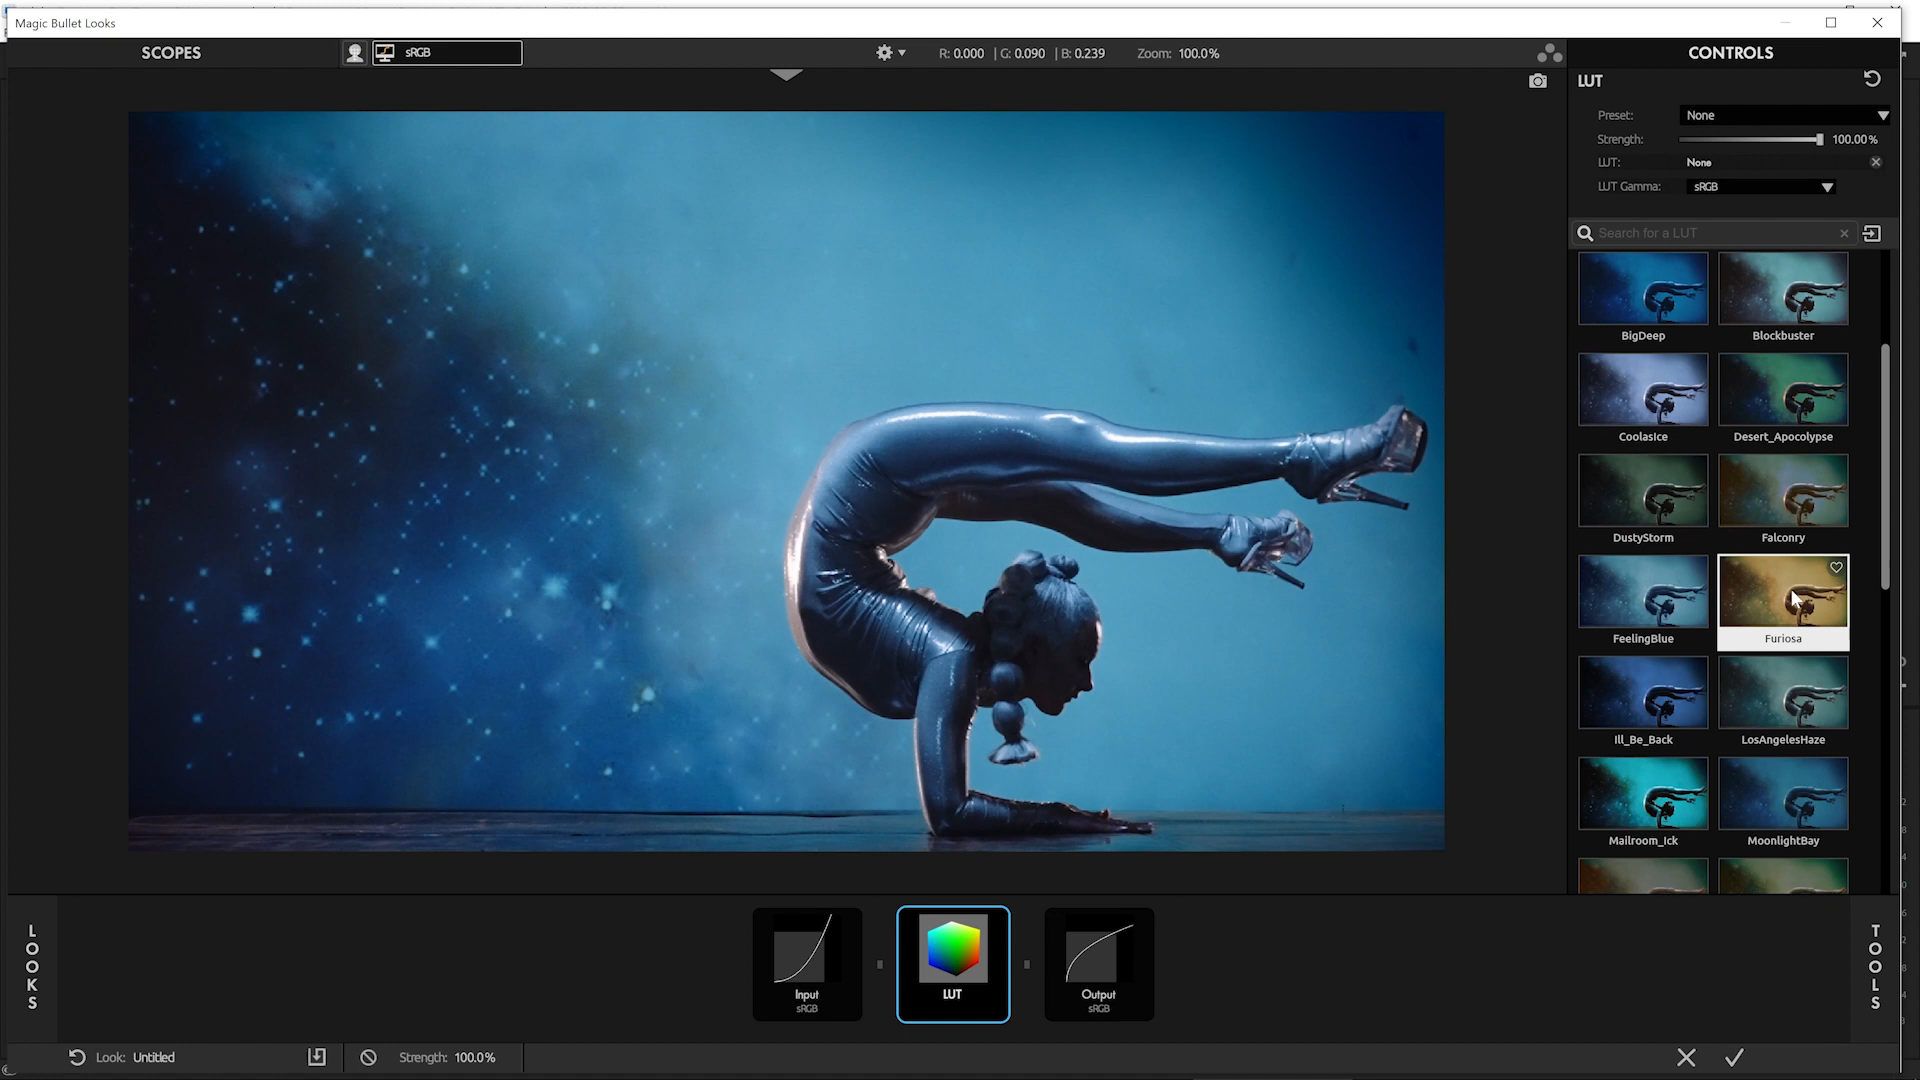 Magic Bullet Looks
SCOPES
sRGB
R: 0.000 | G: 0.090 | B: 0.239
Zoom: 100.0%
CONTROLS
LUT
Preset: None
Strength: 100.00%
LUT: None
LUT Gamma: sRGB
Search for a LUT
BigDeep
Blockbuster
CoolasIce
Desert_Apocolypse
DustyStorm
Falconry
FeelingBlue
Furiosa
Ill_Be_Back
LosAngelesHaze
Mailroom_Ick
MoonlightBay
LOOKS
Input
sRGB
LUT
Output
sRGB
TOOLS
Look: Untitled
Strength: 100.0%